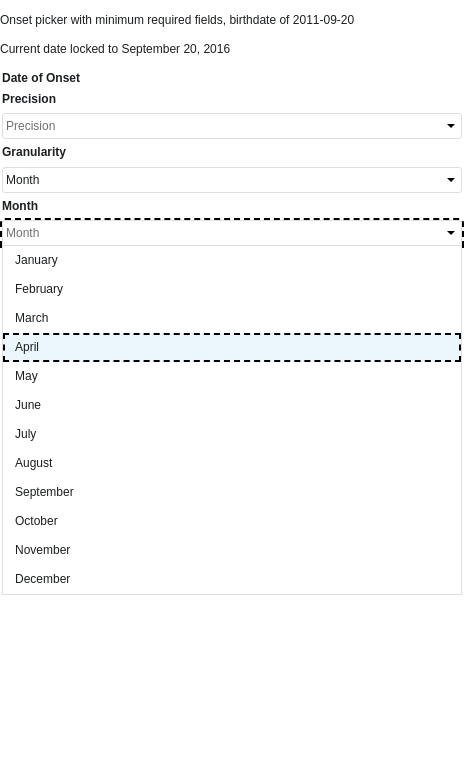 Onset picker with minimum required fields, birthdate of 2011-09-20
Current date locked to September 20, 2016
Date of Onset
Precision
Precision
Granularity
Month
Month
Month
January
February
March
April
May
June
July
August
September
October
November
December